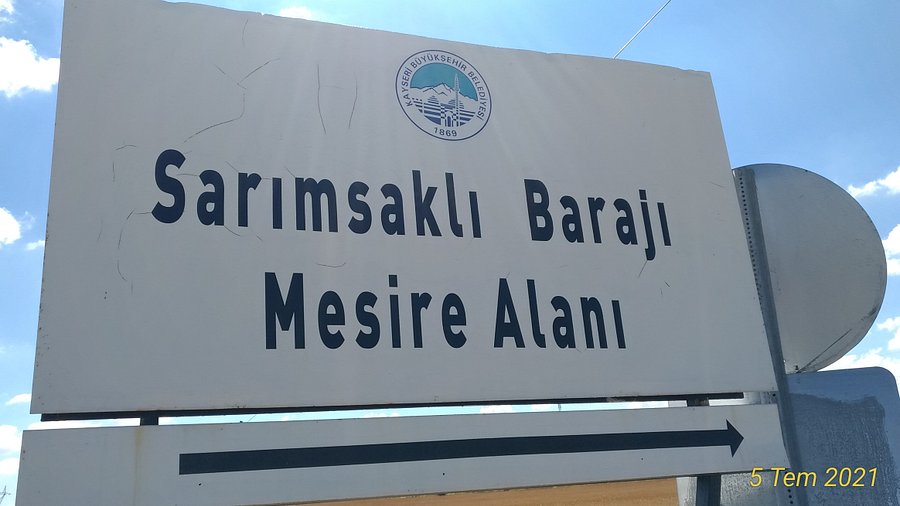 KAYSERİ BÜYÜKŞEHİR BELEDİYESİ
1869
Sarımsaklı Barajı
Mesire Alanı
5 Tem 2021